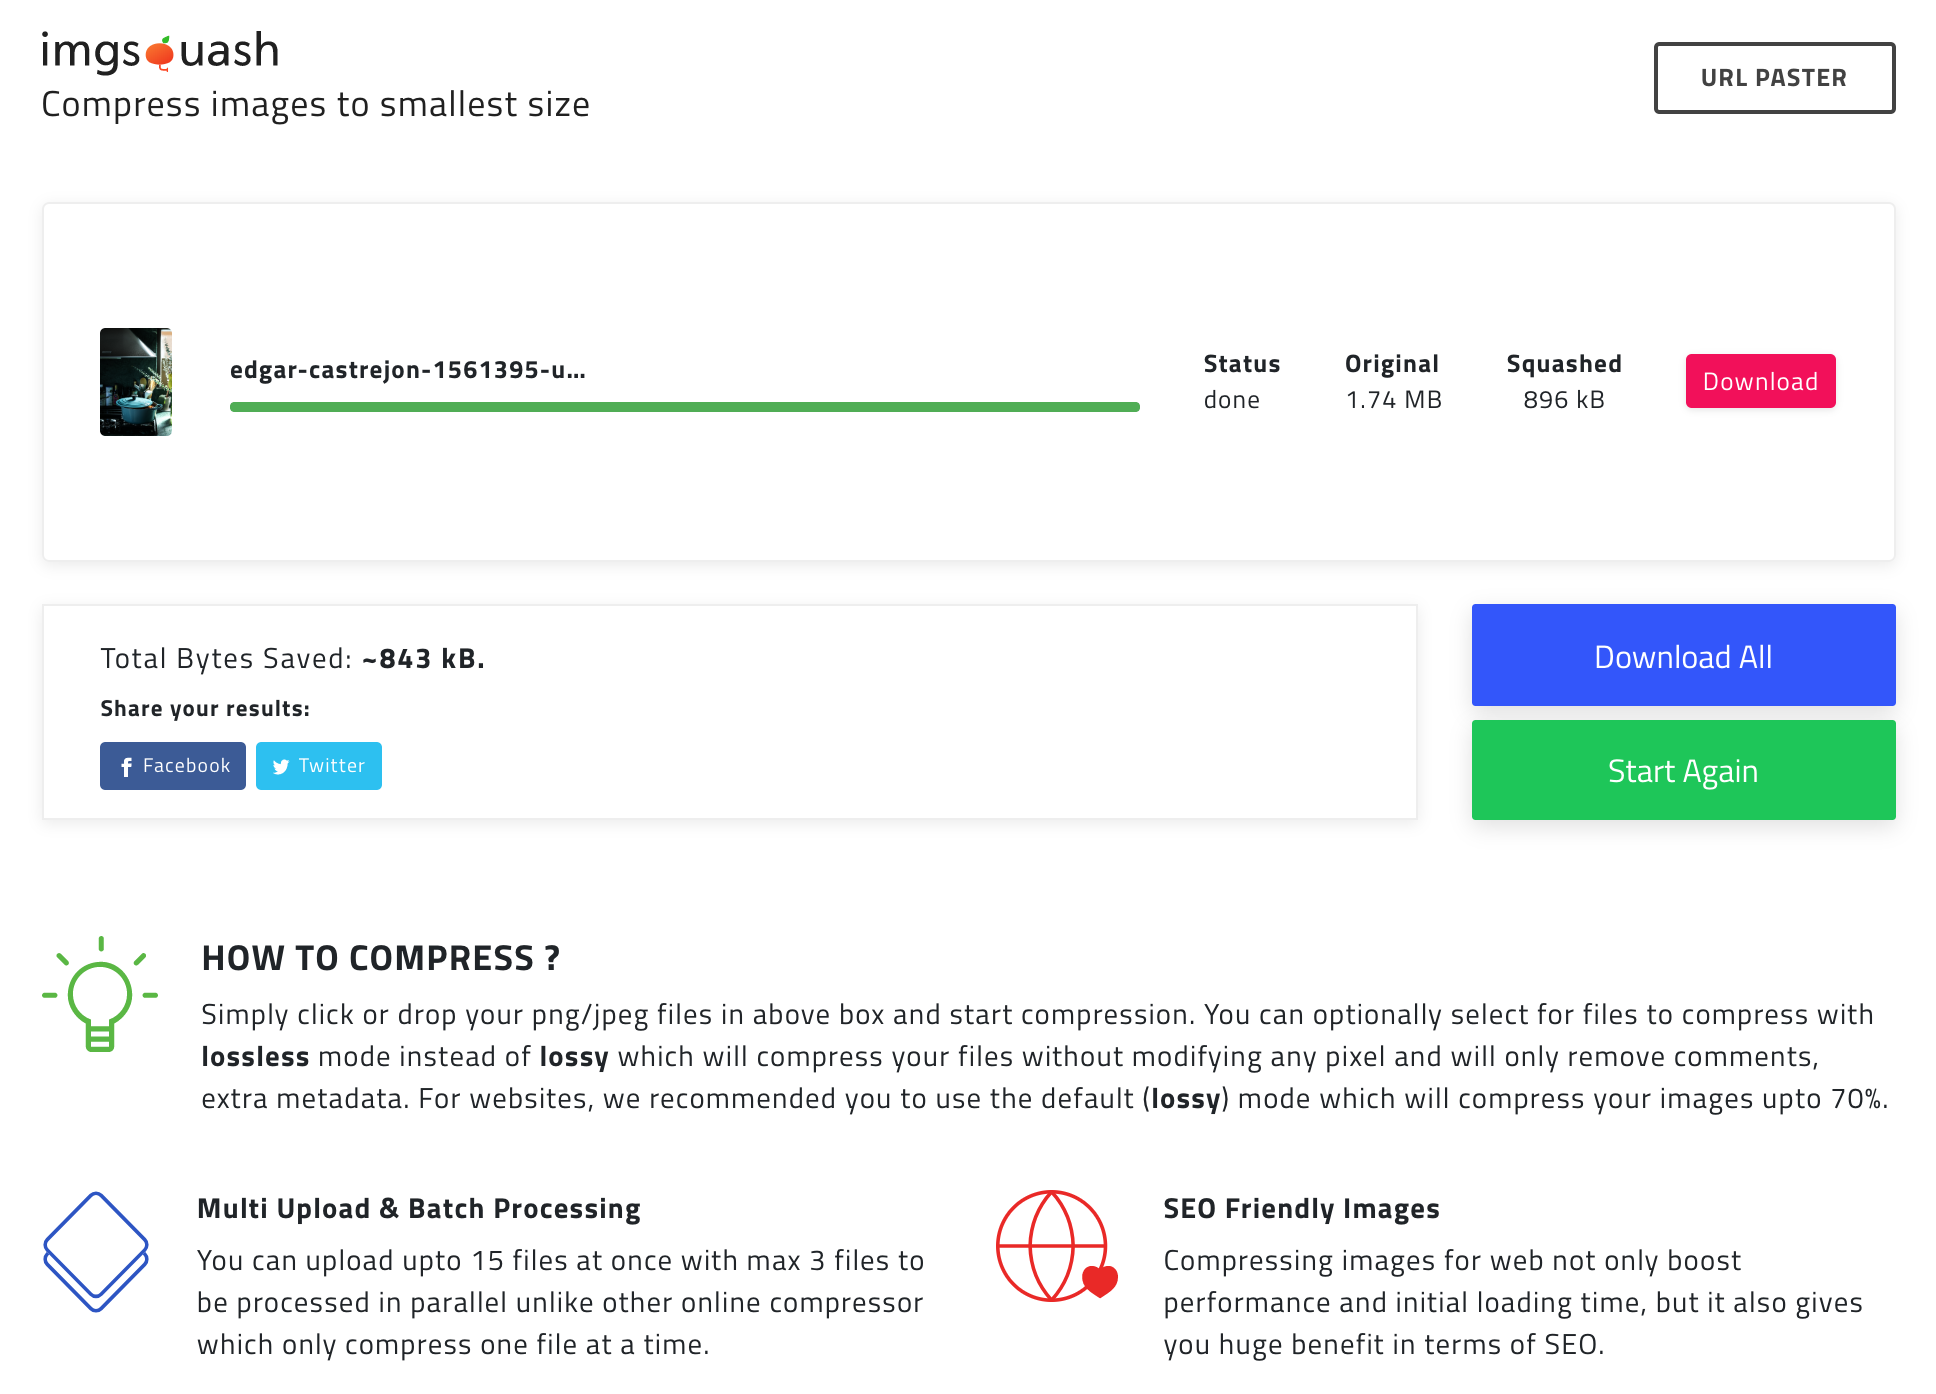 imgsquash
Compress images to smallest size
URL PASTER
edgar-castrejon-1561395-u...
Status
done
Original
1.74 MB
Squashed
896 kB
Download
Total Bytes Saved: ~843 kB.
Share your results:
Facebook
Twitter
Download All
Start Again
HOW TO COMPRESS ?
Simply click or drop your png/jpeg files in above box and start compression. You can optionally select for files to compress with
lossless mode instead of lossy which will compress your files without modifying any pixel and will only remove comments,
extra metadata. For websites, we recommended you to use the default (lossy) mode which will compress your images upto 70%.
Multi Upload & Batch Processing
You can upload upto 15 files at once with max 3 files to
be processed in parallel unlike other online compressor
which only compress one file at a time.
SEO Friendly Images
Compressing images for web not only boost
performance and initial loading time, but it also gives
you huge benefit in terms of SEO.